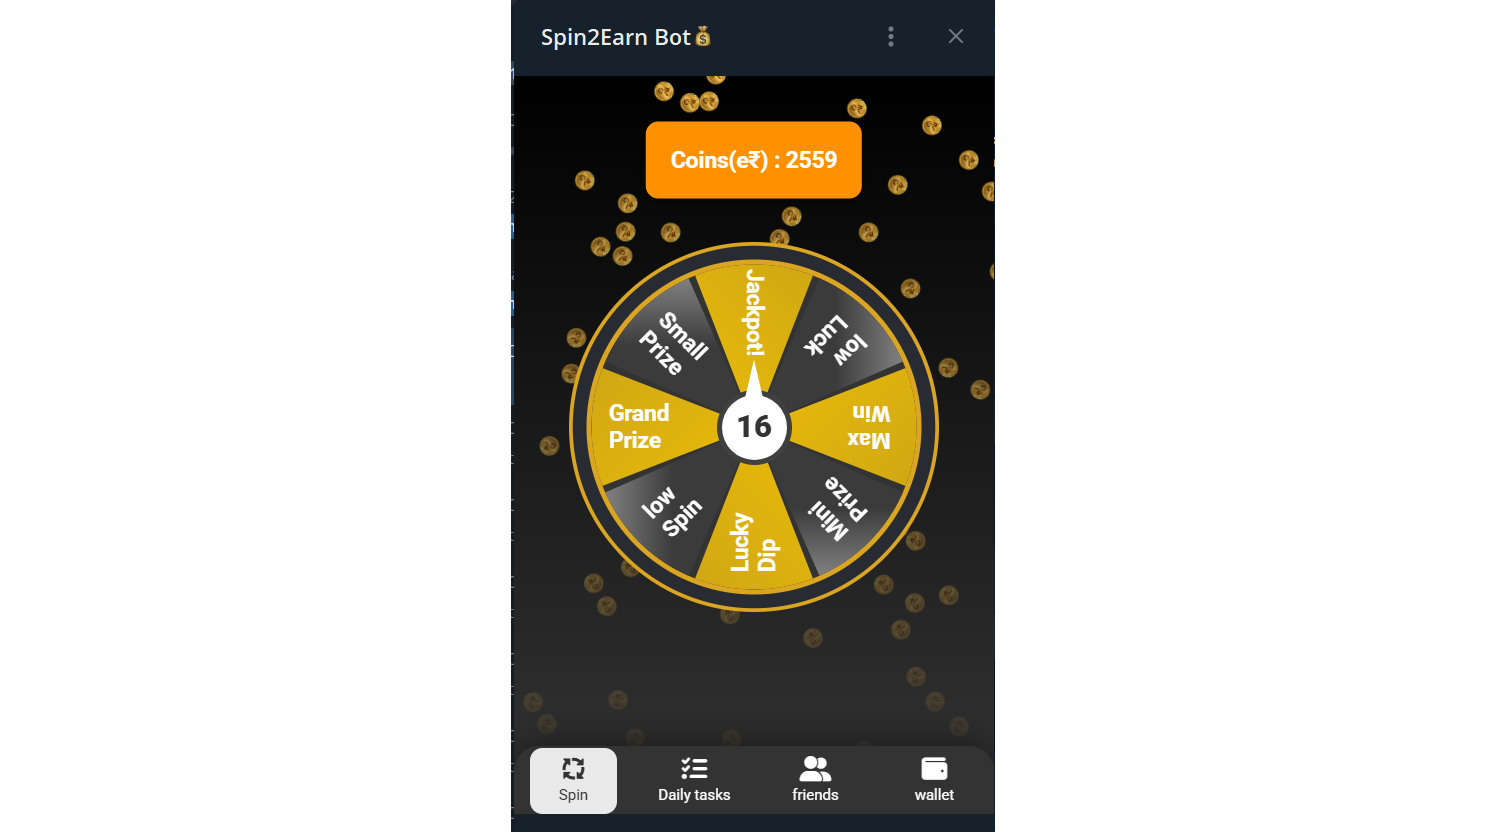 Spin2Earn Bot💰
Coins(e₹) : 2559
Jackpot!
low
Luck
Max
Win
Mini
Prize
Lucky
Dip
low
Spin
Grand
Prize
Small
Prize
16
Spin
Daily tasks
friends
wallet